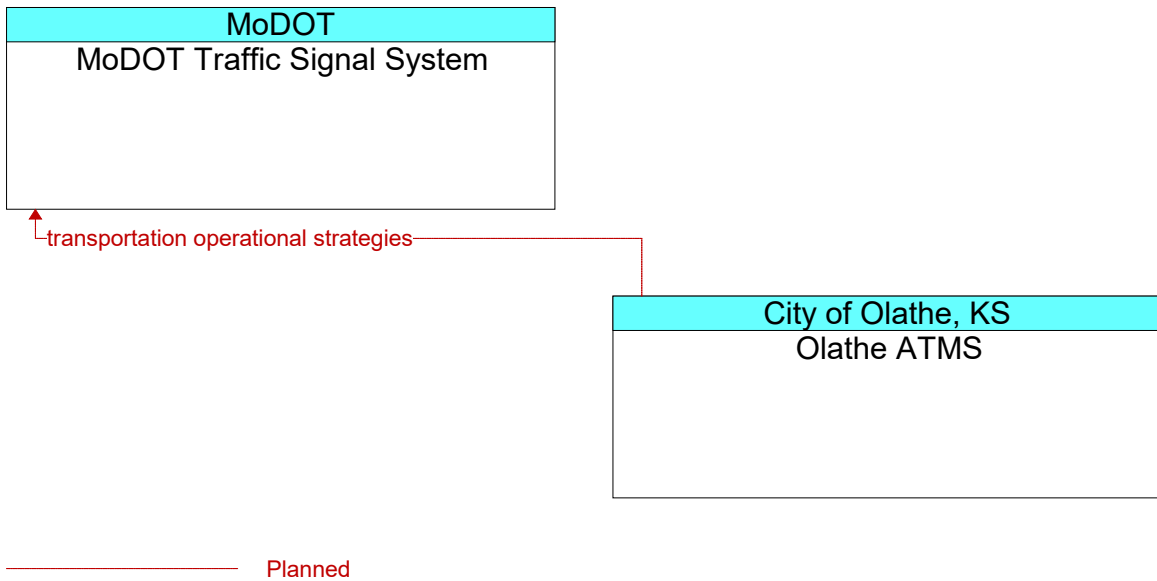 MoDOT
MoDOT Traffic Signal System
transportation operational strategies
City of Olathe, KS
Olathe ATMS
Planned